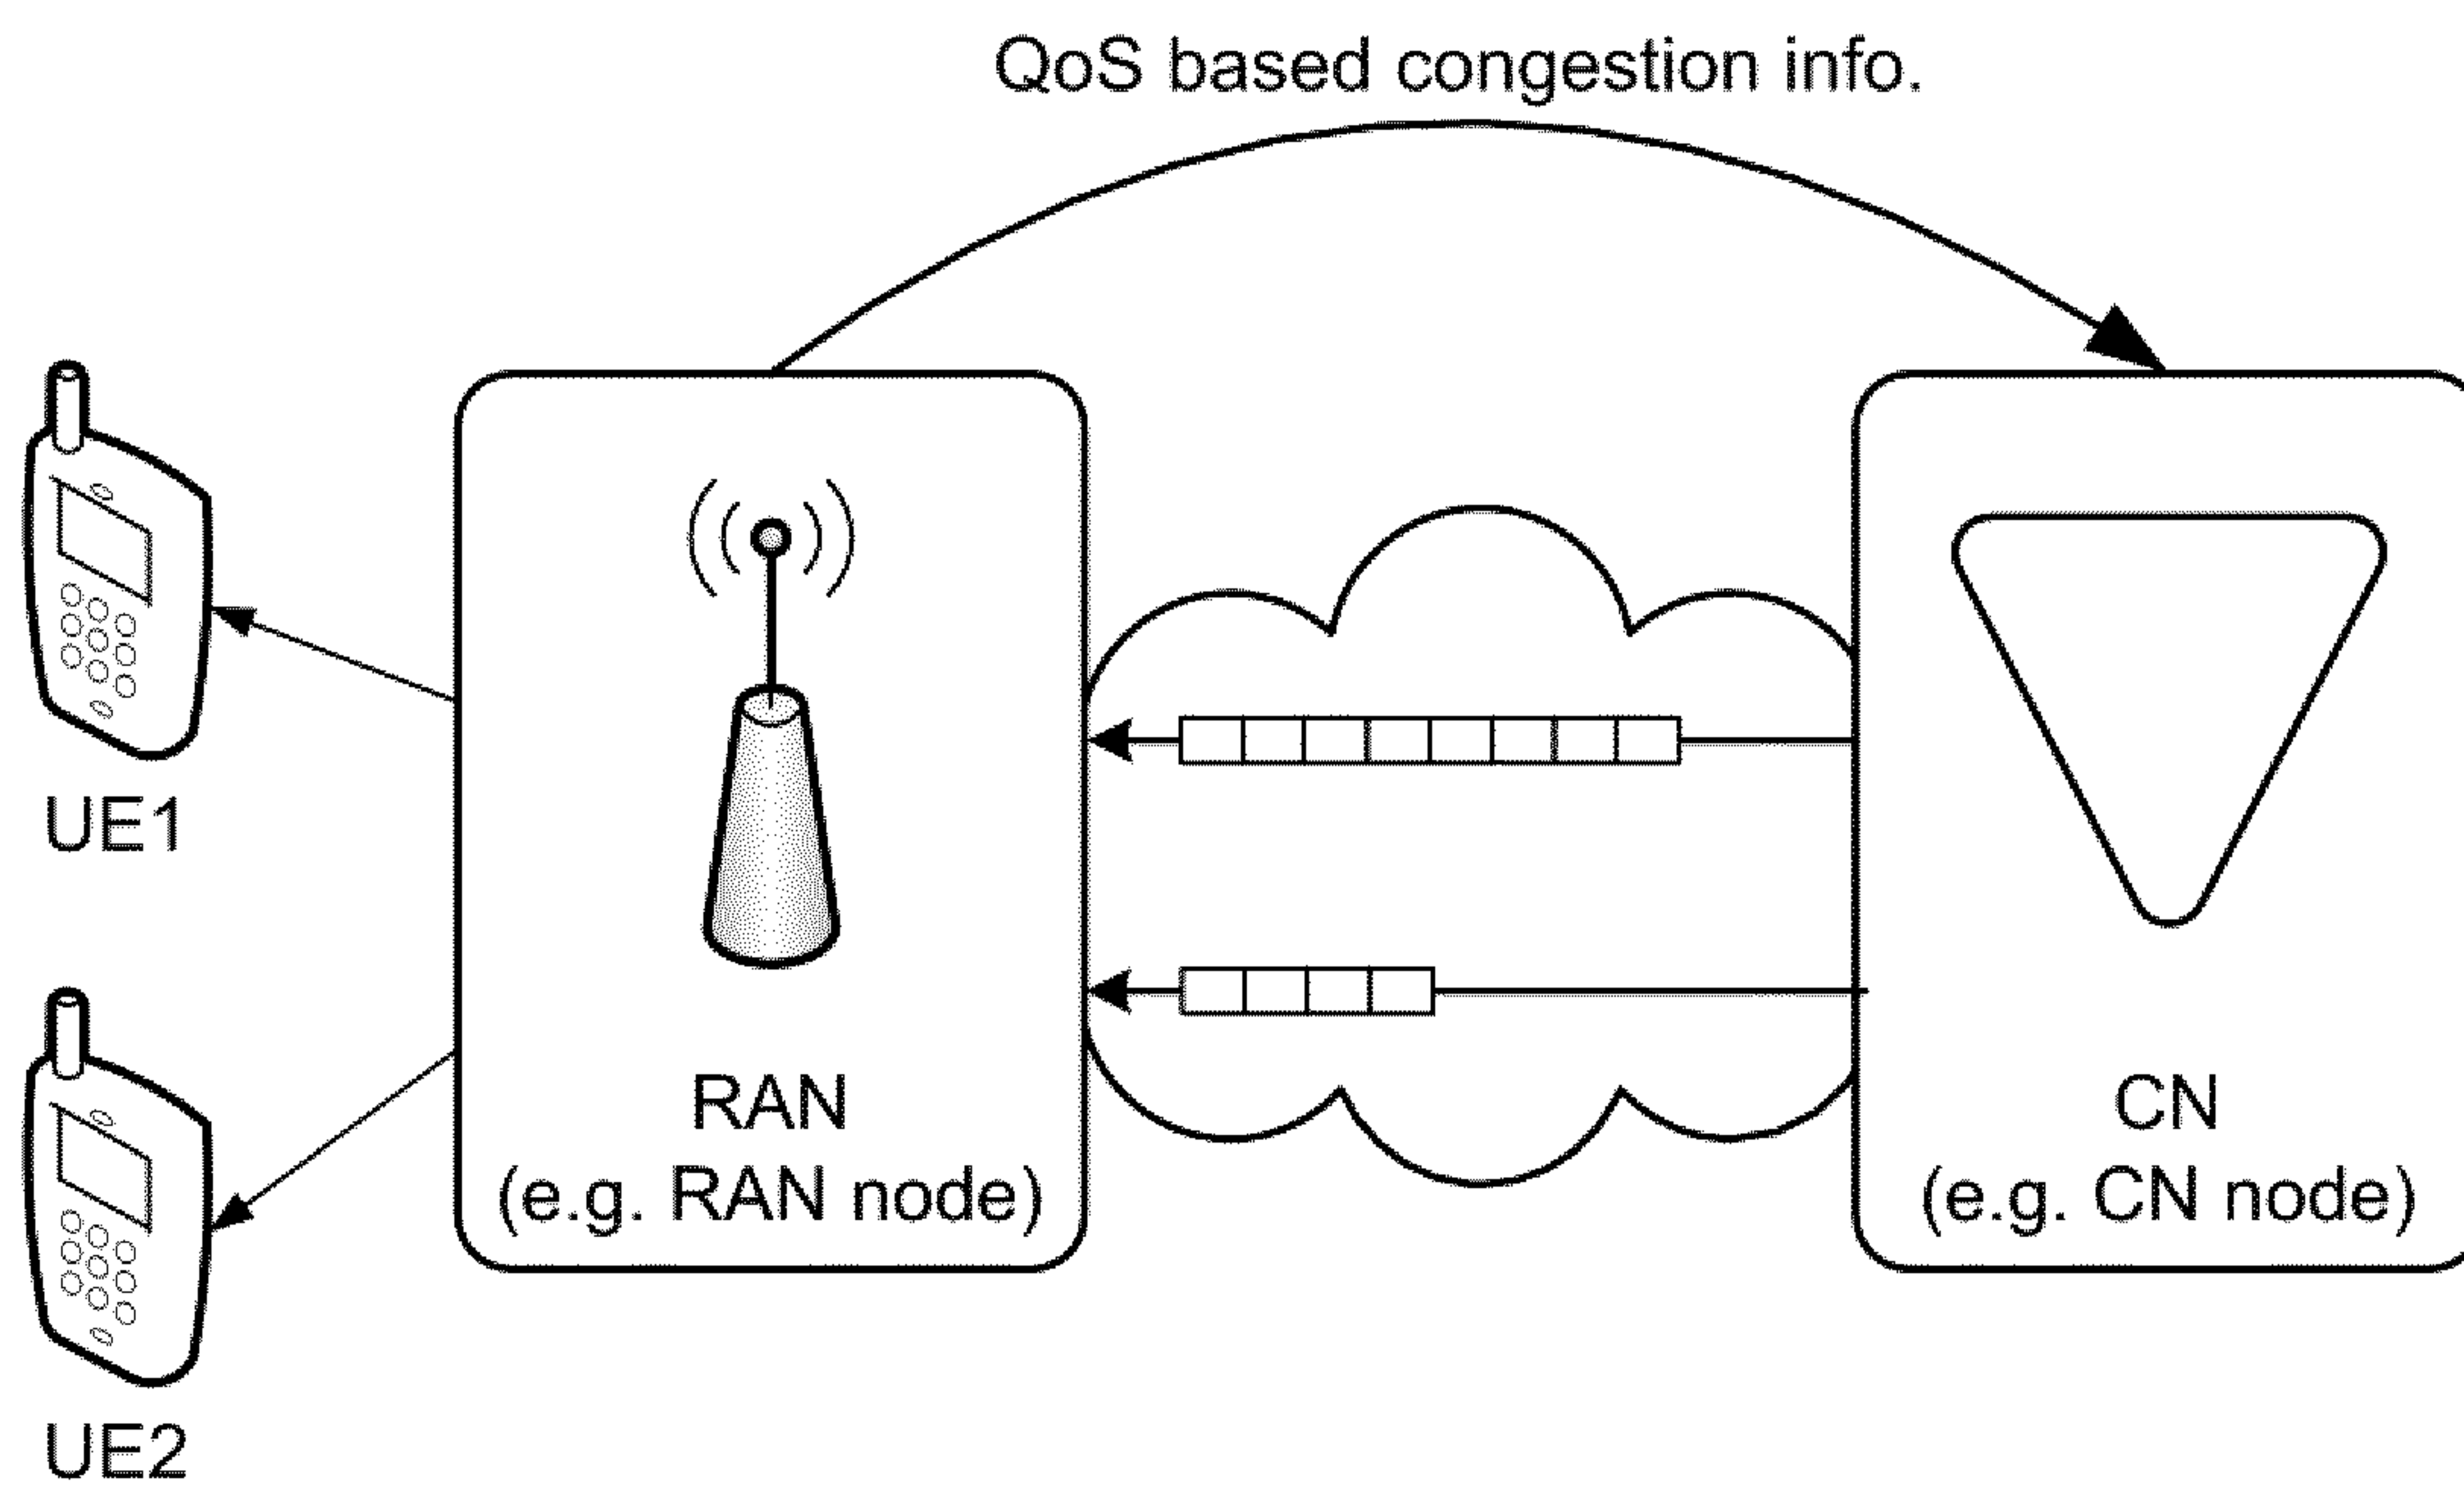 QoS based congestion info.
UE1
RAN
(e.g. RAN node)
CN
(e.g. CN node)
UE2